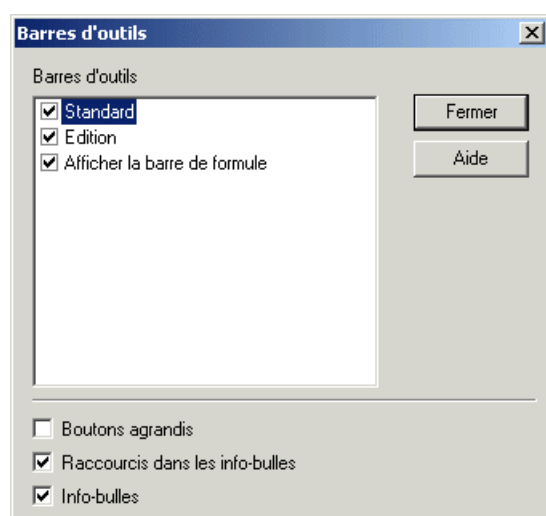 Barres d'outils
Barres d'outils
Standard
Edition
Afficher la barre de formule
Fermer
Aide
Boutons agrandis
Raccourcis dans les info-bulles
Info-bulles